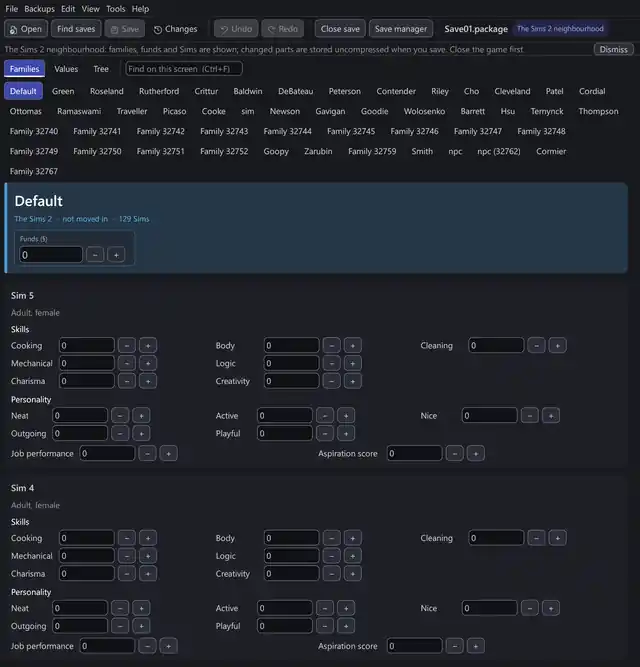 File Backups Edit View Tools Help
Open Find saves Save Changes Undo Redo Close save Save manager Save01.package The Sims 2 neighbourhood
The Sims 2 neighbourhood: families, funds and Sims are shown; changed parts are stored uncompressed when you save. Close the game first. Dismiss
Families Values Tree Find on this screen (Ctrl+F)
Default Green Roseland Rutherford Crittur Baldwin DeBateau Peterson Contender Riley Cho Cleveland Patel Cordial
Ottomas Ramaswami Traveller Picaso Cooke sim Newson Gavigan Goodie Wolosenko Barrett Hsu Ternynck Thompson
Family 32740 Family 32741 Family 32742 Family 32743 Family 32744 Family 32745 Family 32746 Family 32747 Family 32748
Family 32749 Family 32750 Family 32751 Family 32752 Goopy Zarubin Family 32759 Smith npc npc (32762) Cormier
Family 32767
Default
The Sims 2 · not moved in · 129 Sims
Funds (§)
0 − +
Sim 5
Adult, female
Skills
Cooking 0 − + Body 0 − + Cleaning 0 − +
Mechanical 0 − + Logic 0 − +
Charisma 0 − + Creativity 0 − +
Personality
Neat 0 − + Active 0 − + Nice 0 − +
Outgoing 0 − + Playful 0 − +
Job performance 0 − + Aspiration score 0 − +
Sim 4
Adult, female
Skills
Cooking 0 − + Body 0 − + Cleaning 0 − +
Mechanical 0 − + Logic 0 − +
Charisma 0 − + Creativity 0 − +
Personality
Neat 0 − + Active 0 − + Nice 0 − +
Outgoing 0 − + Playful 0 − +
Job performance 0 − + Aspiration score 0 − +